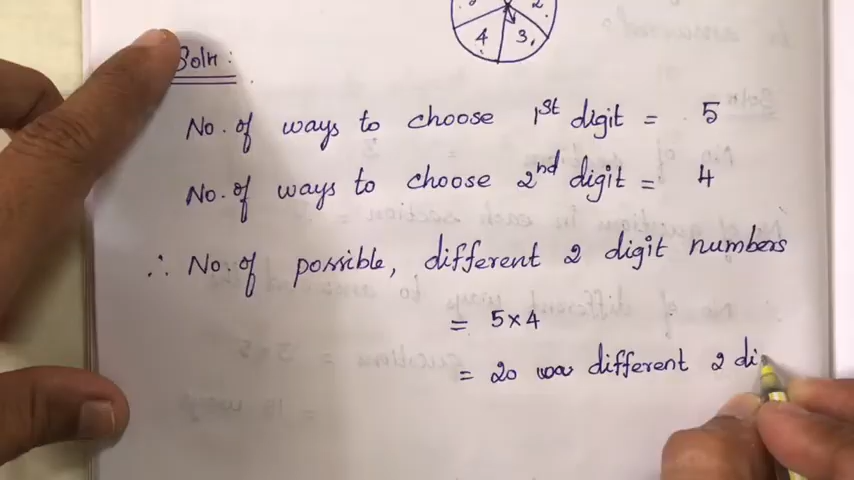 2
4 3
Soln:
No. of ways to choose 1st digit = 5
No. of ways to choose 2nd digit = 4
∴ No. of possible, different 2 digit numbers
= 5×4
= 20 different 2 di